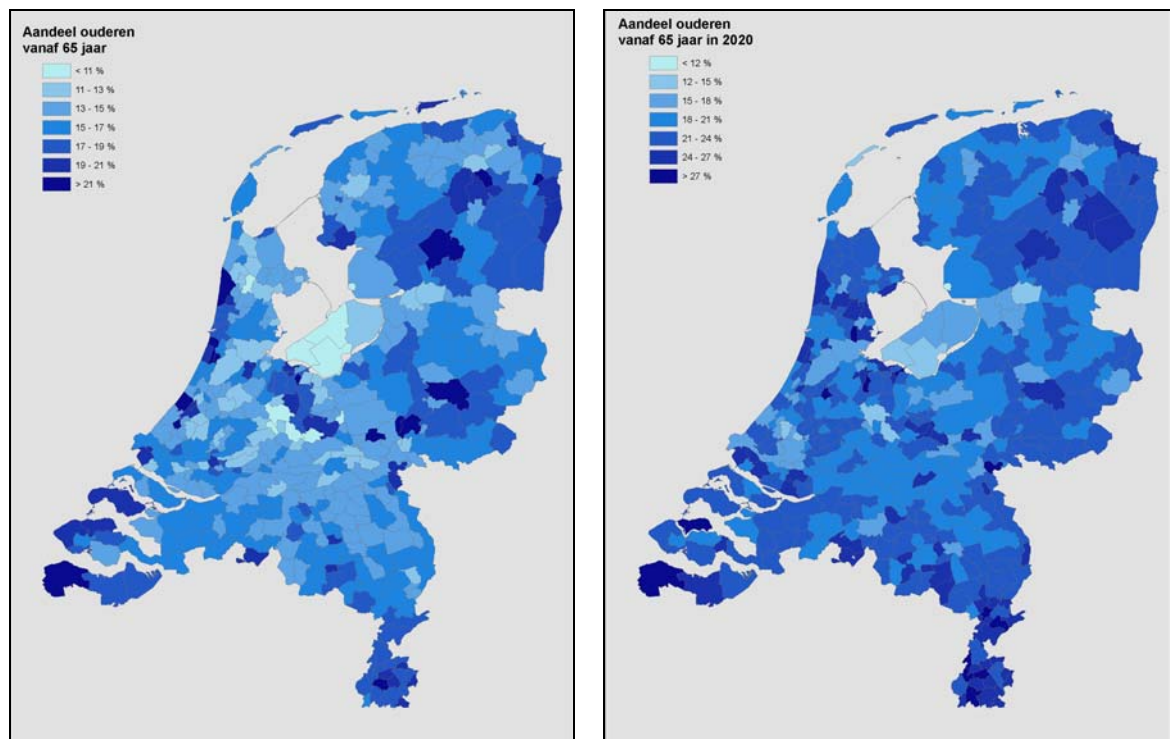 Aandeel ouderen
vanaf 65 jaar
< 11 %
11 - 13 %
13 - 15 %
15 - 17 %
17 - 19 %
19 - 21 %
> 21 %
Aandeel ouderen
vanaf 65 jaar in 2020
< 12 %
12 - 15 %
15 - 18 %
18 - 21 %
21 - 24 %
24 - 27 %
> 27 %